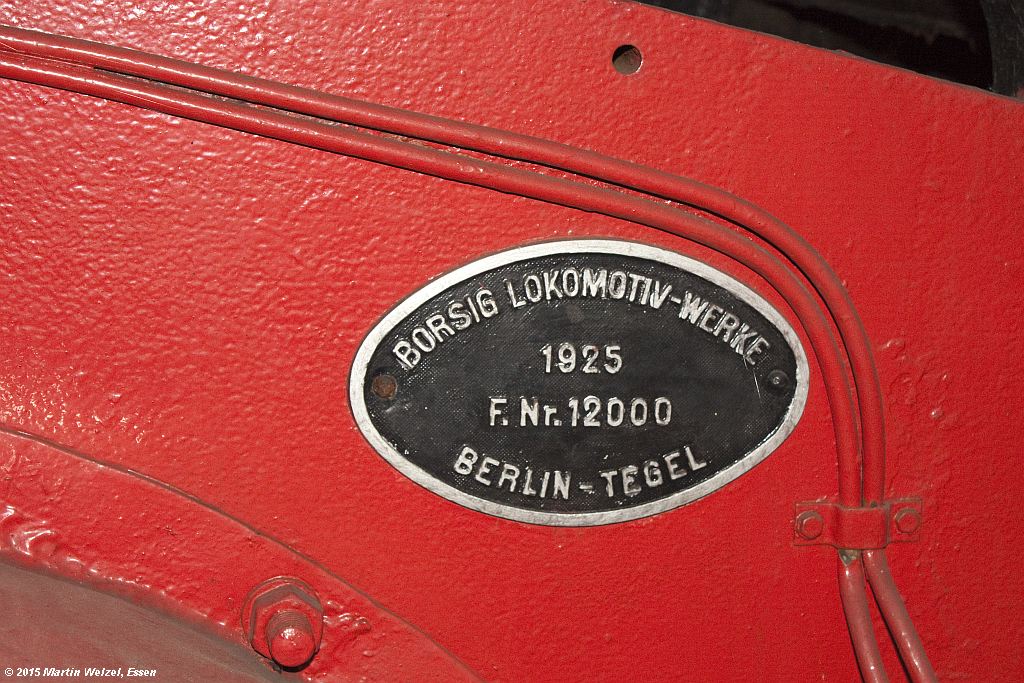 BORSIG LOKOMOTIV-WERKE
1925
F. Nr. 12000
BERLIN-TEGEL
© 2015 Martin Welzel, Essen